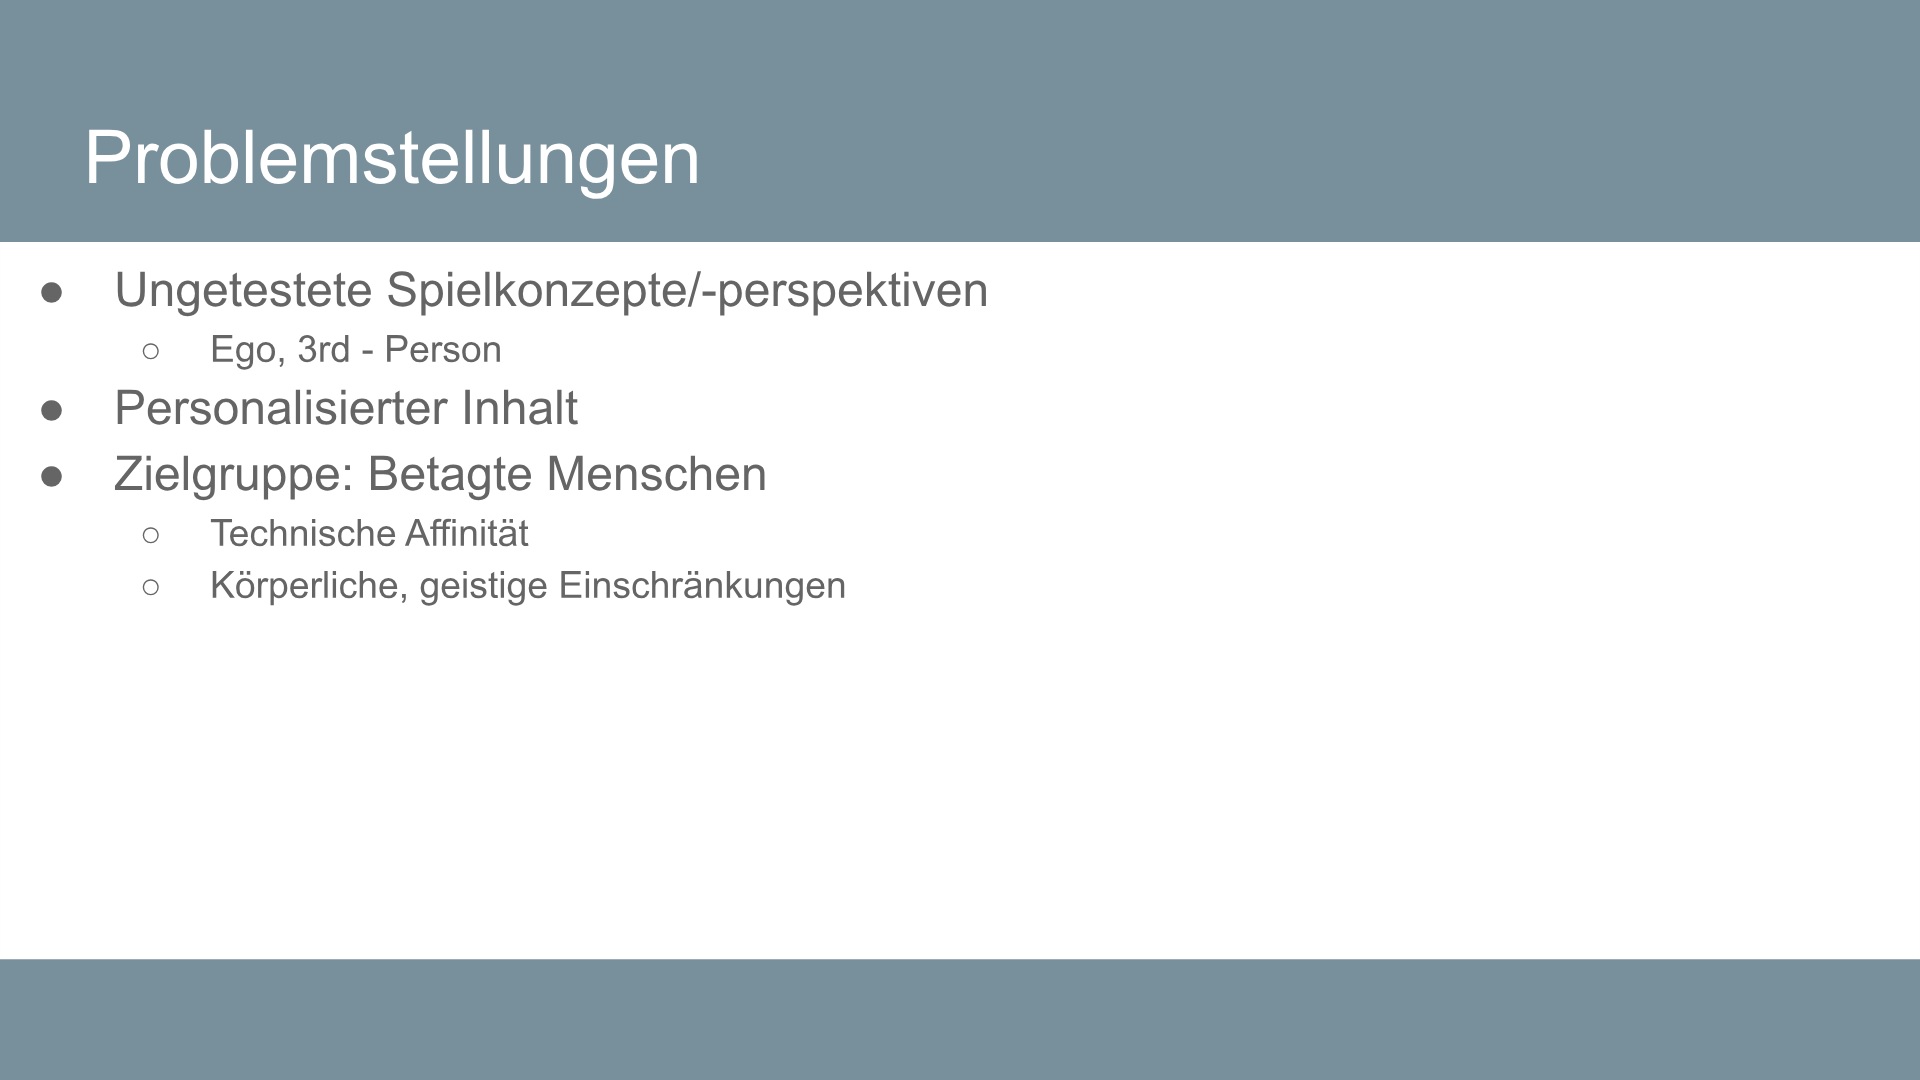 Problemstellungen
● Ungetestete Spielkonzepte/-perspektiven
○ Ego, 3rd - Person
● Personalisierter Inhalt
● Zielgruppe: Betagte Menschen
○ Technische Affinität
○ Körperliche, geistige Einschränkungen